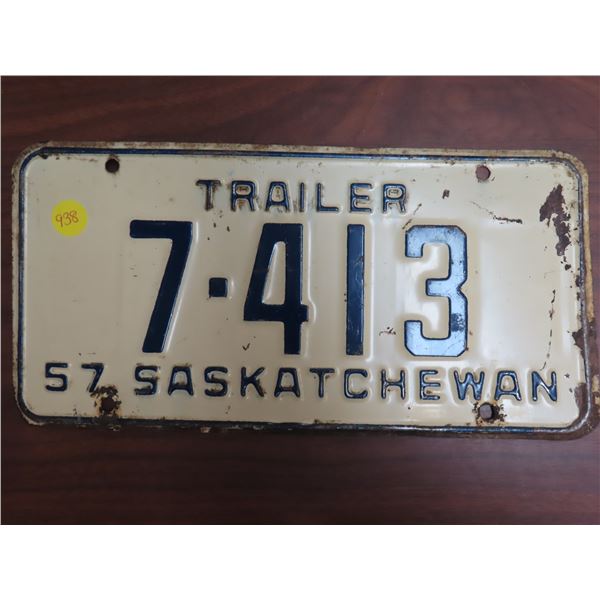 TRAILER
938
7·413
57 SASKATCHEWAN